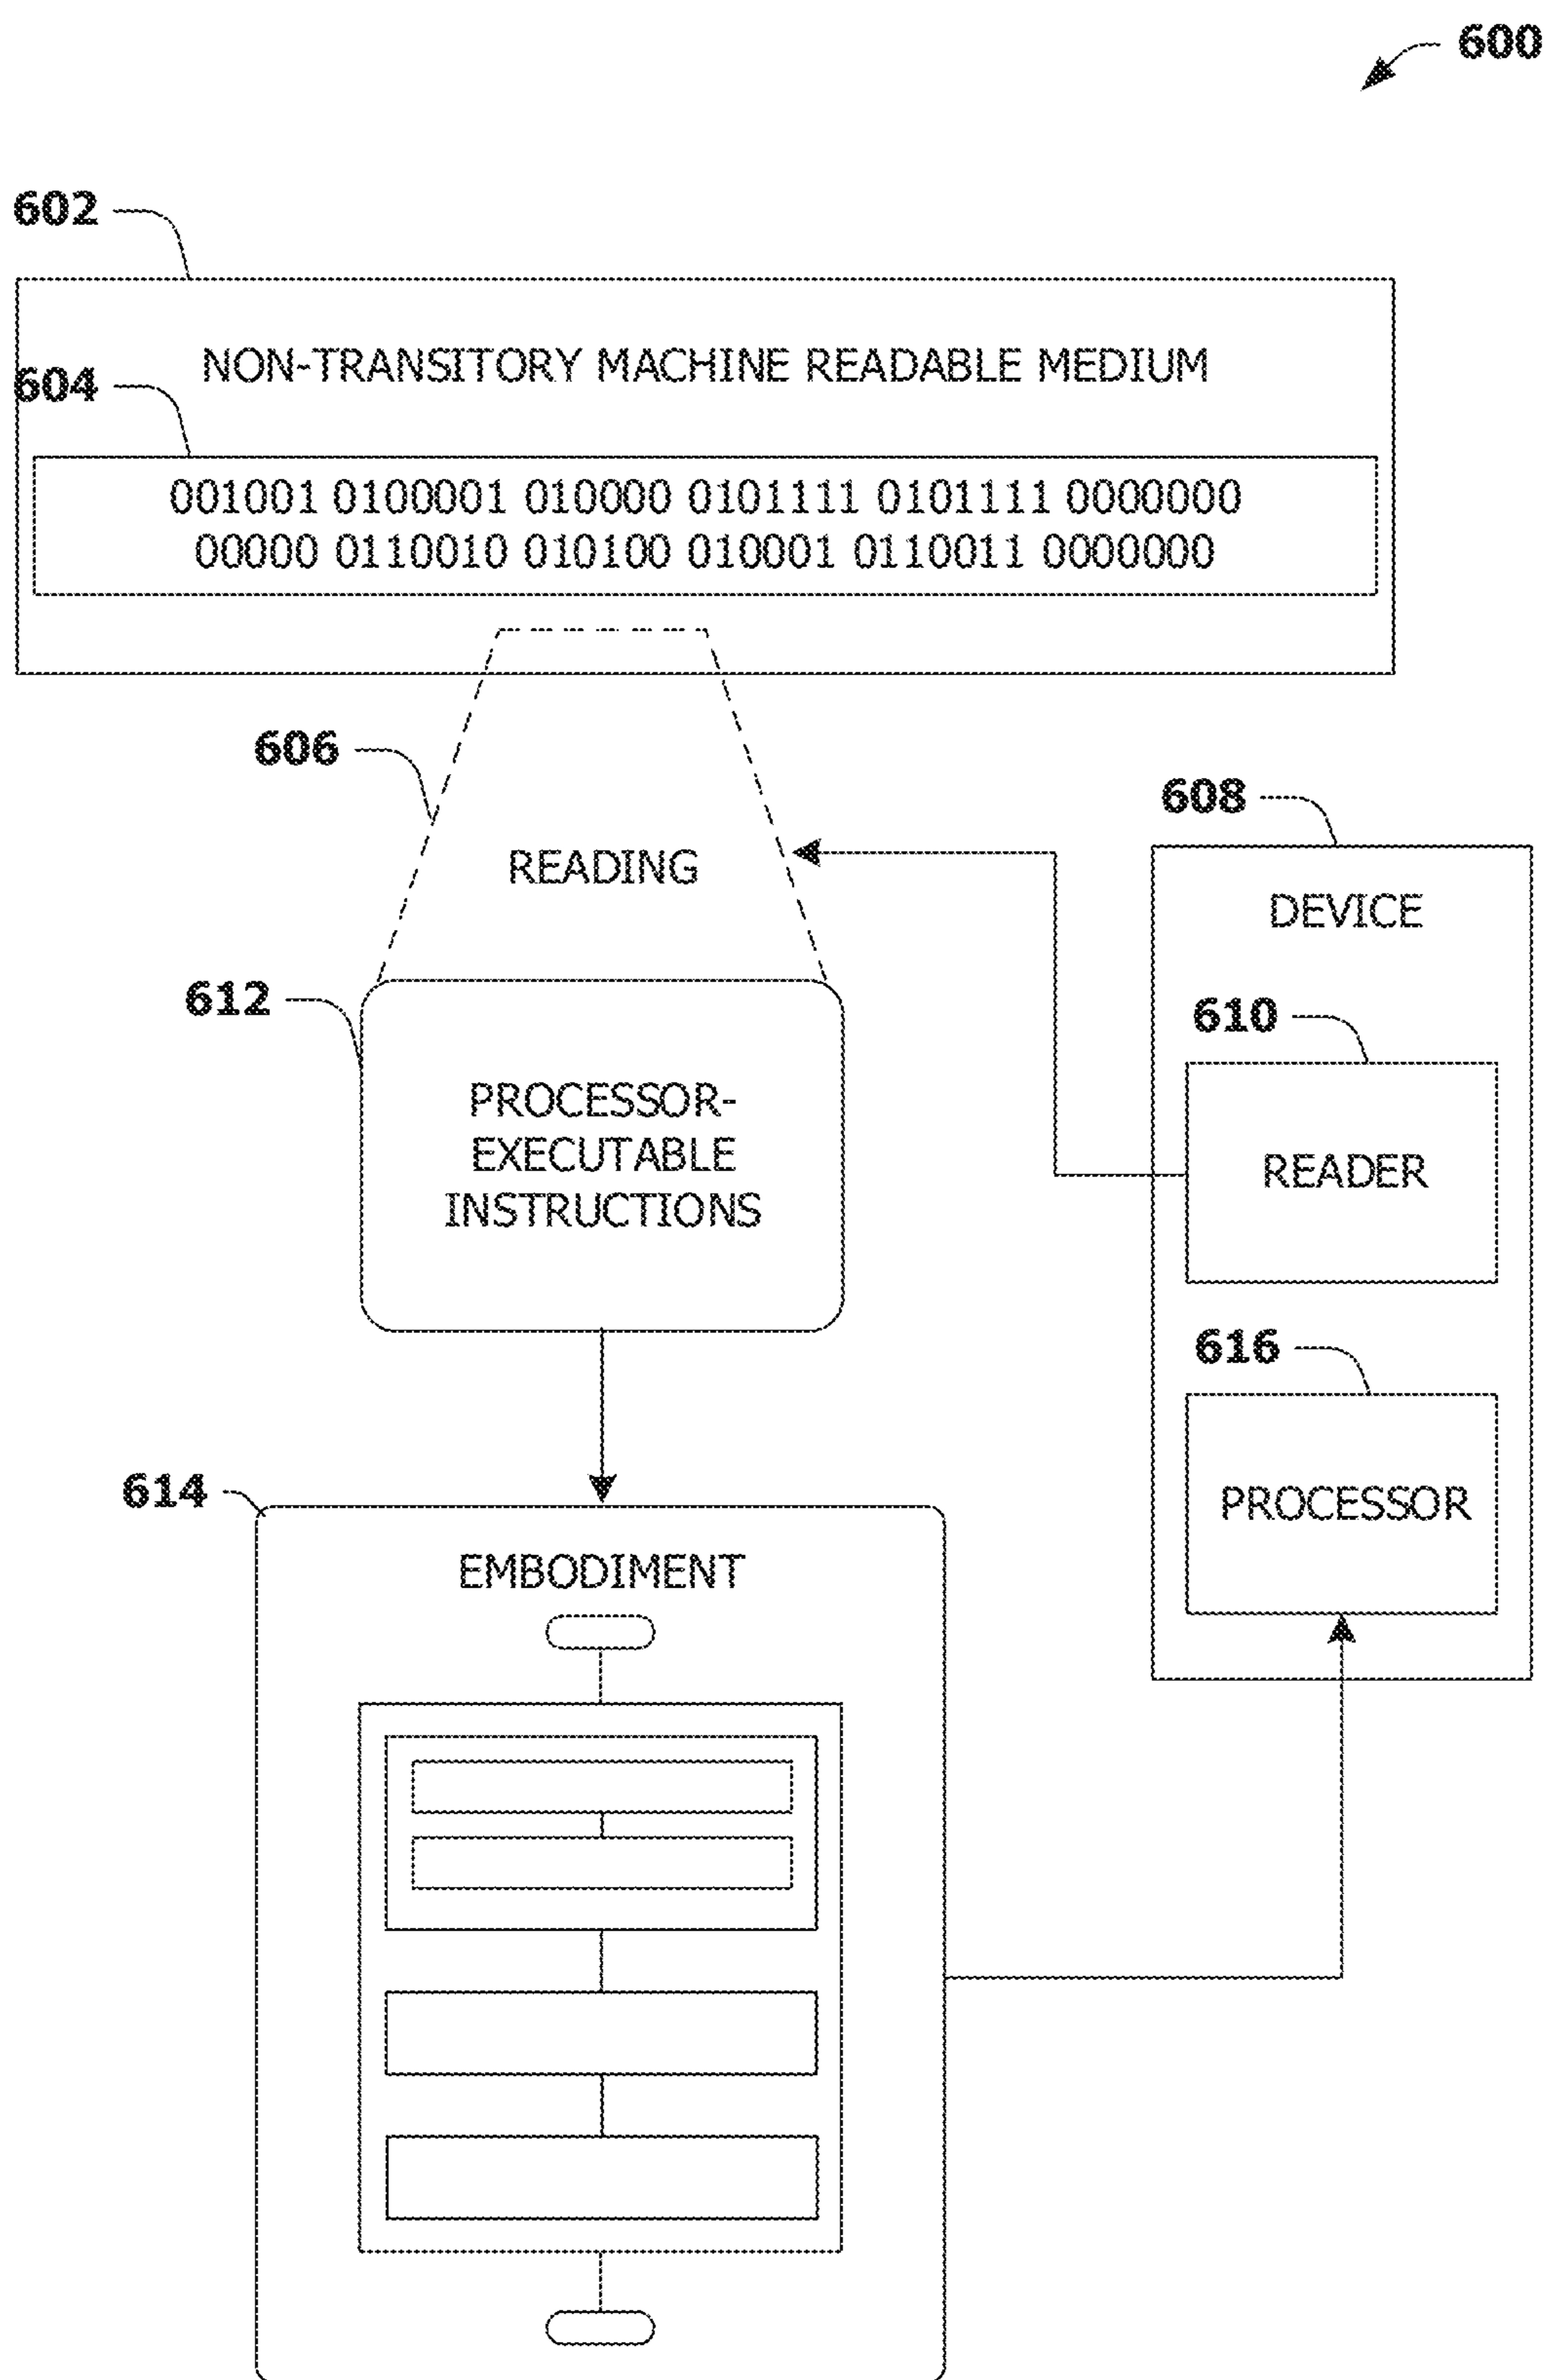 600
602
NON-TRANSITORY MACHINE READABLE MEDIUM
604
001001 0100001 010000 0101111 0101111 0000000
00000 0110010 010100 010001 0110011 0000000
606
READING
608
DEVICE
610
READER
612
PROCESSOR-
EXECUTABLE
INSTRUCTIONS
616
PROCESSOR
614
EMBODIMENT